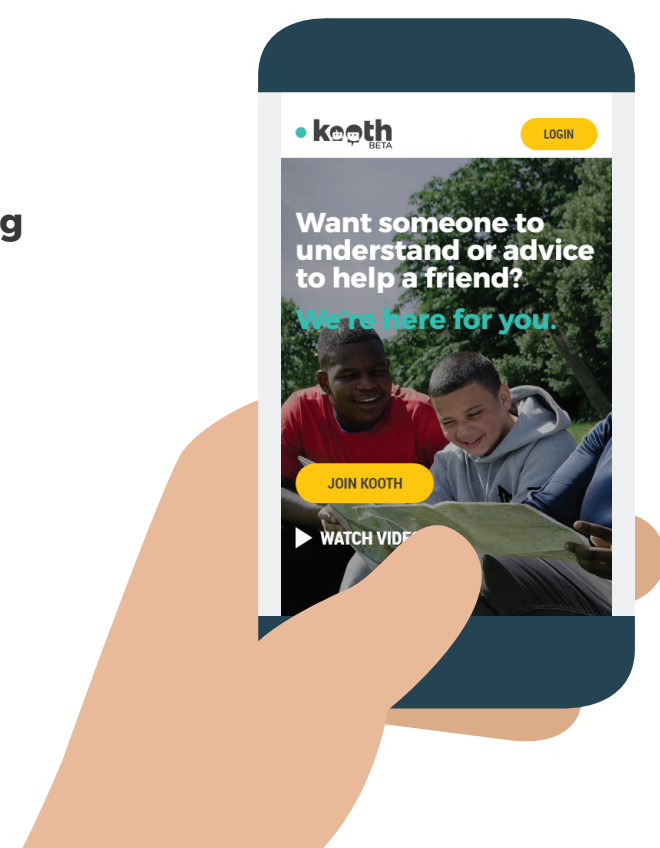 g
kooth
BETA
LOGIN
Want someone to
understand or advice
to help a friend?
We're here for you.
JOIN KOOTH
WATCH